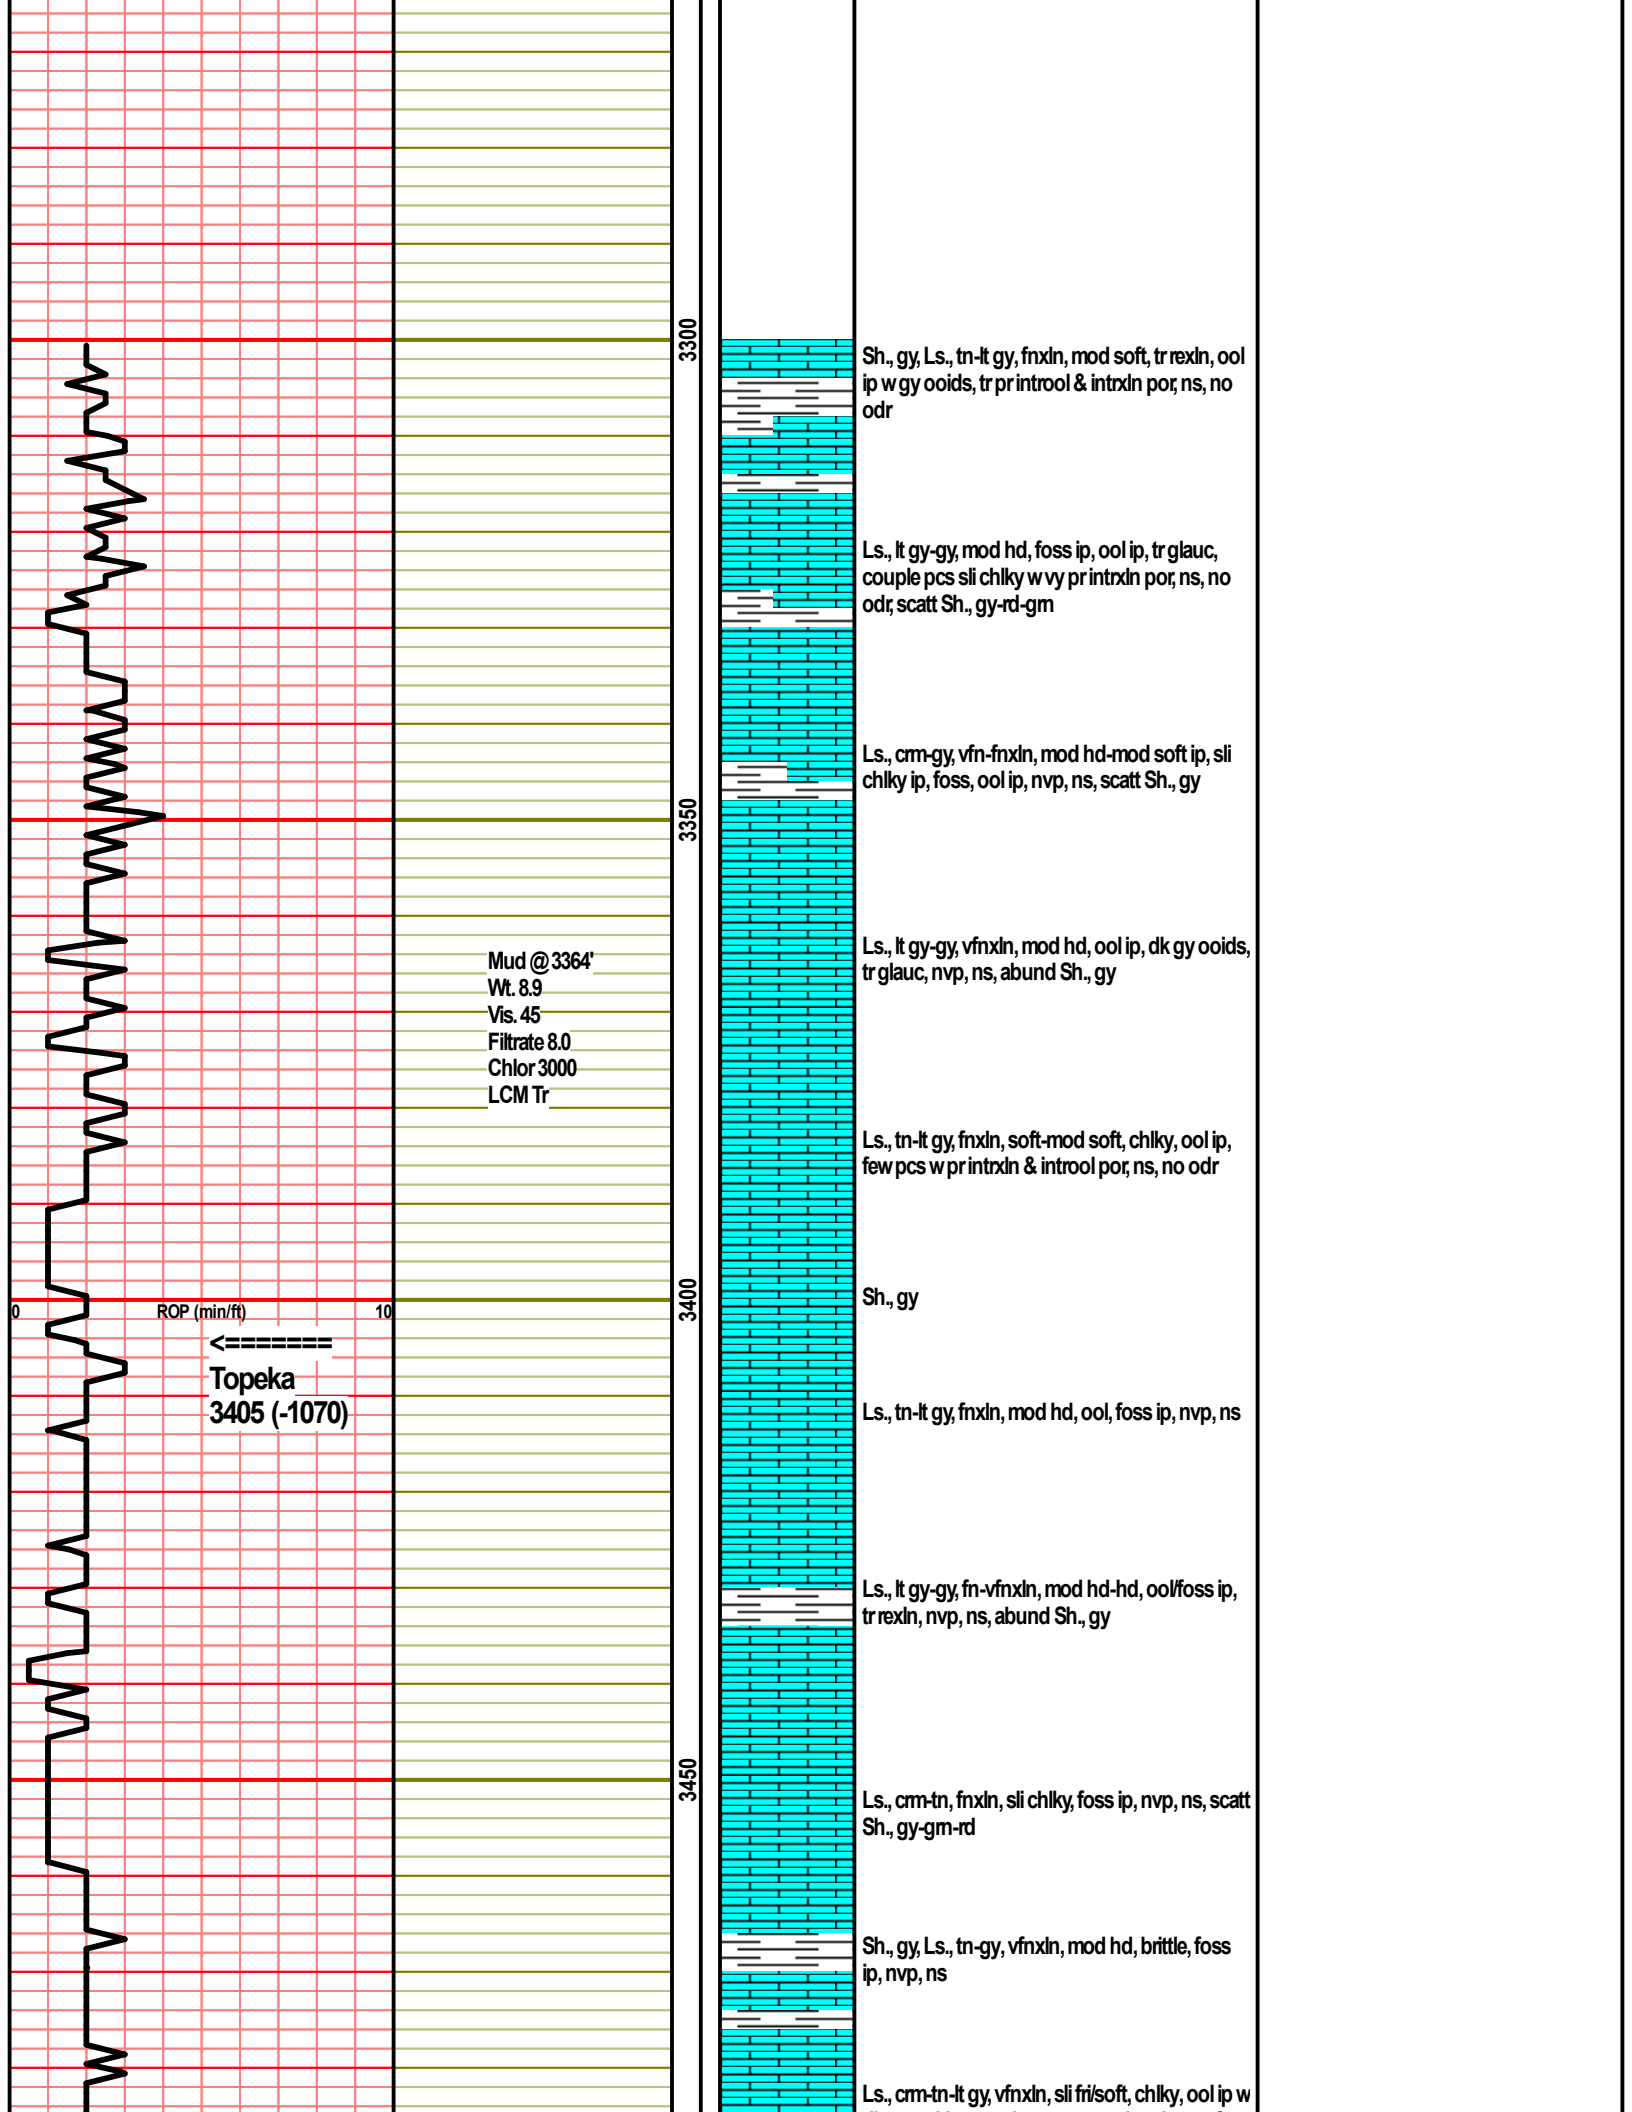 3300
Sh., gy, Ls., tn-lt gy, fnxln, mod soft, tr rexln, ool
ip w gy ooids, tr pr introol & intrxln por, ns, no
odr
Ls., lt gy-gy, mod hd, foss ip, ool ip, tr glauc,
couple pcs sli chlky w vy pr intrxln por, ns, no
odr, scatt Sh., gy-rd-grn
Ls., crm-gy, vfn-fnxln, mod hd-mod soft ip, sli
chlky ip, foss, ool ip, nvp, ns, scatt Sh., gy
3350
Ls., lt gy-gy, vfnxln, mod hd, ool ip, dk gy ooids,
tr glauc, nvp, ns, abund Sh., gy
Mud @ 3364'
Wt. 8.9
Vis. 45
Filtrate 8.0
Chlor 3000
LCM Tr
Ls., tn-lt gy, fnxln, soft-mod soft, chlky, ool ip,
few pcs w pr intrxln & introol por, ns, no odr
3400
Sh., gy
0 ROP (min/ft) 10
<=======
Topeka
3405 (-1070)
Ls., tn-lt gy, fnxln, mod hd, ool, foss ip, nvp, ns
Ls., lt gy-gy, fn-vfnxln, mod hd-hd, ool/foss ip,
tr rexln, nvp, ns, abund Sh., gy
3450
Ls., crm-tn, fnxln, sli chlky, foss ip, nvp, ns, scatt
Sh., gy-grn-rd
Sh., gy, Ls., tn-gy, vfnxln, mod hd, brittle, foss
ip, nvp, ns
Ls., crm-tn-lt gy, vfnxln, sli fri/soft, chlky, ool ip w